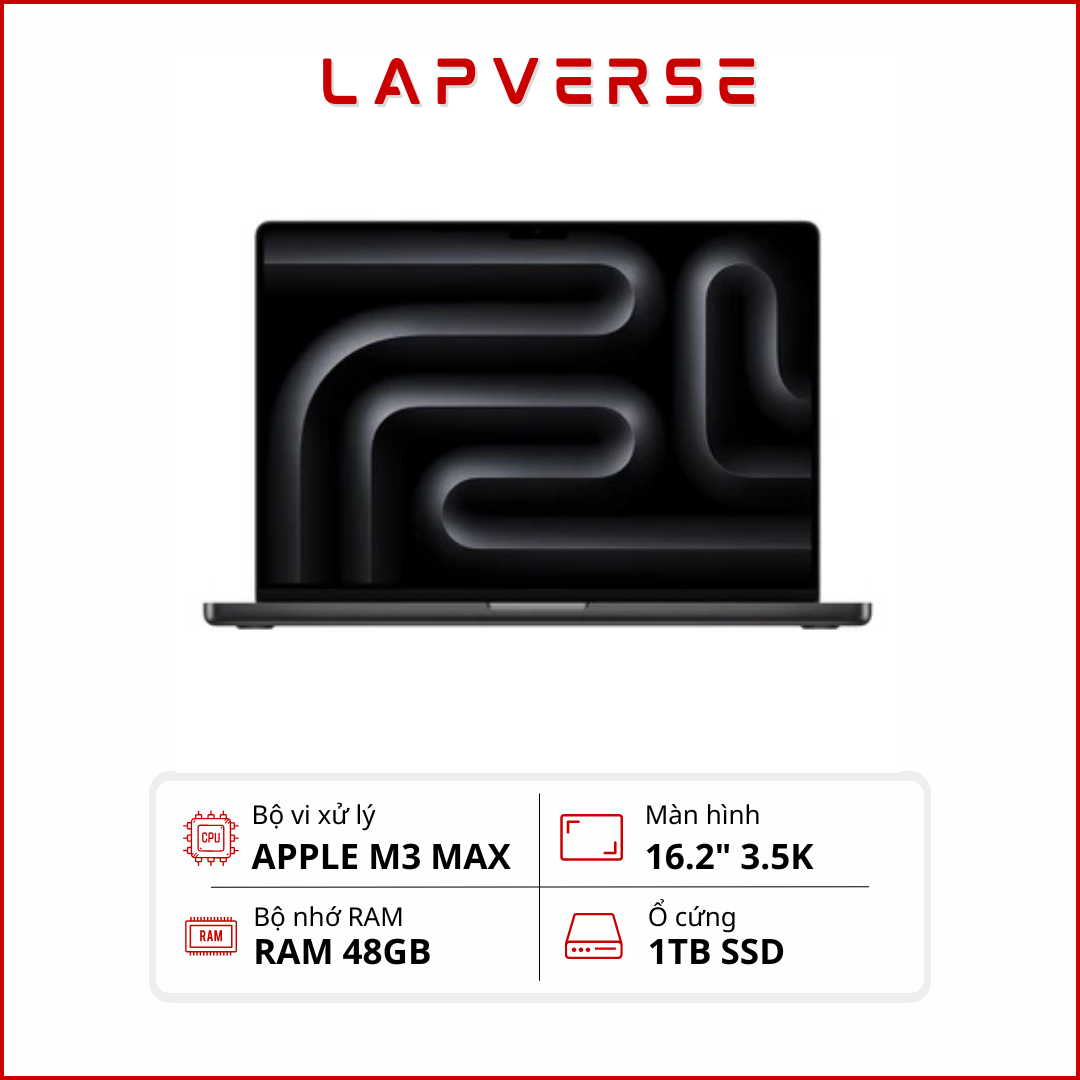 LAPVERSE
CPU
Bộ vi xử lý
APPLE M3 MAX
Màn hình
16.2" 3.5K
RAM
Bộ nhớ RAM
RAM 48GB
Ổ cứng
1TB SSD